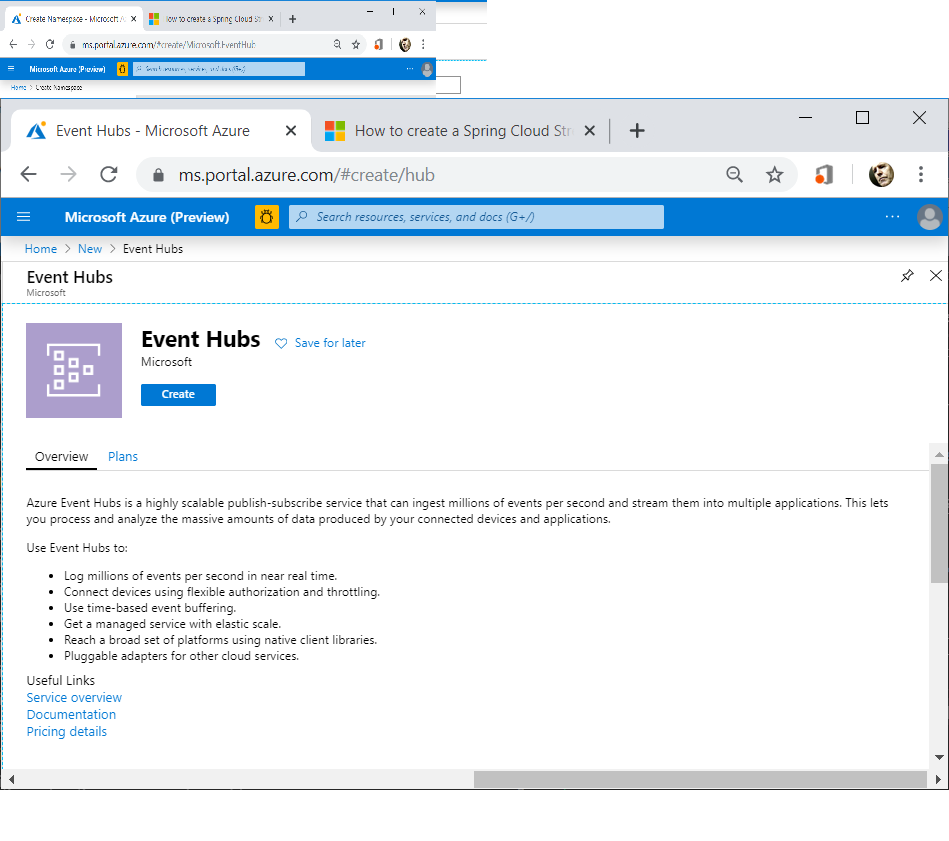 Create Namespace - Microsoft A
How to create a Spring Cloud Str
ms.portal.azure.com/#create/Microsoft.EventHub
Microsoft Azure (Preview)
Search resources, services, and docs (G+/)
Home > Create Namespace
Event Hubs - Microsoft Azure
How to create a Spring Cloud Str
ms.portal.azure.com/#create/hub
Microsoft Azure (Preview)
Search resources, services, and docs (G+/)
Home > New > Event Hubs
Event Hubs
Microsoft
Event Hubs
Save for later
Microsoft
Create
Overview Plans
Azure Event Hubs is a highly scalable publish-subscribe service that can ingest millions of events per second and stream them into multiple applications. This lets
you process and analyze the massive amounts of data produced by your connected devices and applications.
Use Event Hubs to:
• Log millions of events per second in near real time.
• Connect devices using flexible authorization and throttling.
• Use time-based event buffering.
• Get a managed service with elastic scale.
• Reach a broad set of platforms using native client libraries.
• Pluggable adapters for other cloud services.
Useful Links
Service overview
Documentation
Pricing details